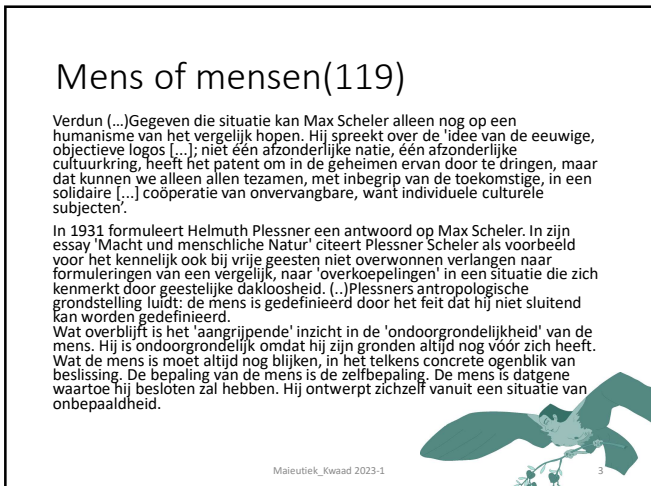 Mens of mensen(119)
Verdun (…)Gegeven die situatie kan Max Scheler alleen nog op een
humanisme van het vergelijk hopen. Hij spreekt over de 'idee van de eeuwige,
objectieve logos [...]; niet één afzonderlijke natie, één afzonderlijke
cultuurkring, heeft het patent om in de geheimen ervan door te dringen, maar
dat kunnen we alleen allen tezamen, met inbegrip van de toekomstige, in een
solidaire [...] coöperatie van onvervangbare, want individuele culturele
subjecten’.
In 1931 formuleert Helmuth Plessner een antwoord op Max Scheler. In zijn
essay 'Macht und menschliche Natur' citeert Plessner Scheler als voorbeeld
voor het kennelijk ook bij vrije geesten niet overwonnen verlangen naar
formuleringen van een vergelijk, naar 'overkoepelingen' in een situatie die zich
kenmerkt door geestelijke dakloosheid. (..)Plessners antropologische
grondstelling luidt: de mens is gedefinieerd door het feit dat hij niet sluitend
kan worden gedefinieerd.
Wat overblijft is het 'aangrijpende' inzicht in de 'ondoorgrondelijkheid' van de
mens. Hij is ondoorgrondelijk omdat hij zijn gronden altijd nog vóór zich heeft.
Wat de mens is moet altijd nog blijken, in het telkens concrete ogenblik van
beslissing. De bepaling van de mens is de zelfbepaling. De mens is datgene
waartoe hij besloten zal hebben. Hij ontwerpt zichzelf vanuit een situatie van
onbepaaldheid.
Maieutiek_Kwaad 2023-1
3